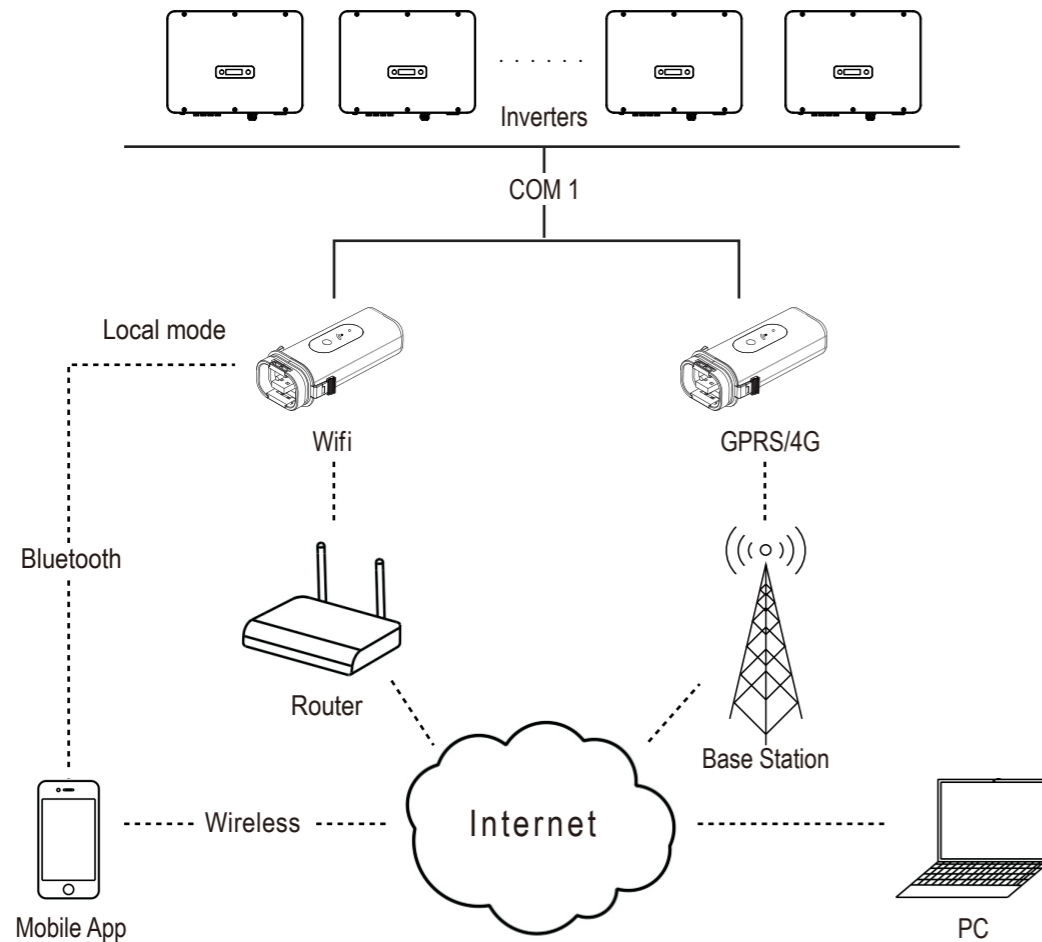 Inverters
COM 1
Local mode
Wifi
GPRS/4G
Bluetooth
Router
Base Station
Internet
Wireless
Mobile App
PC